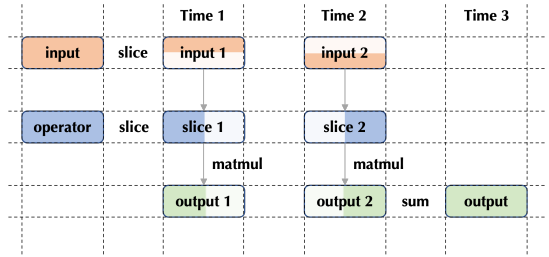 Time 1 Time 2 Time 3
input slice input 1 input 2
operator slice slice 1 slice 2
matmul matmul
output 1 output 2 sum output